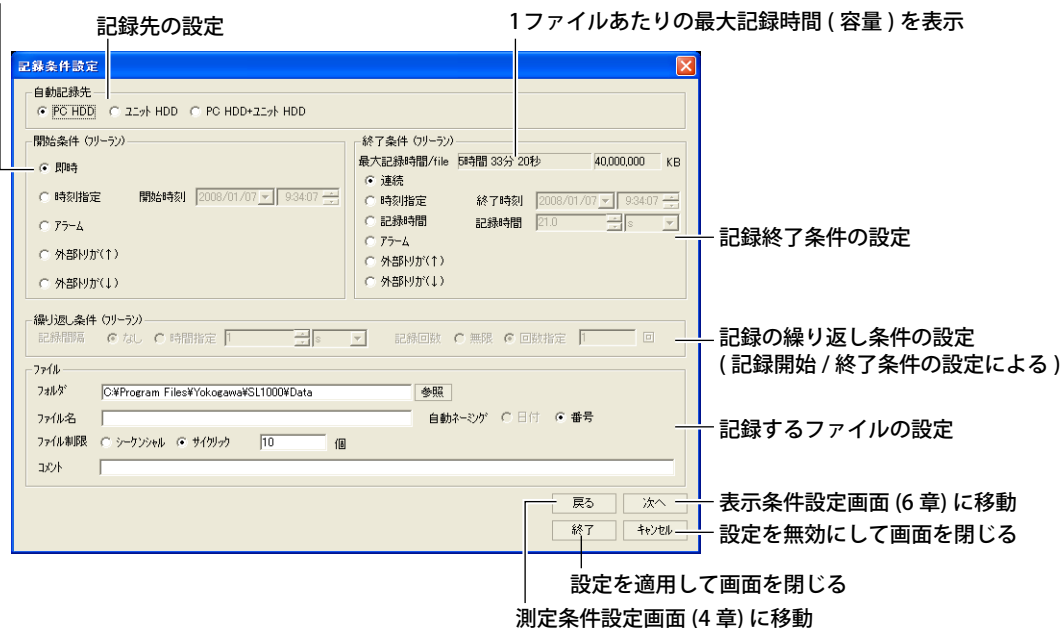 記録先の設定
1ファイルあたりの最大記録時間 ( 容量 ) を表示
記録条件設定
自動記録先
PC HDD ユニット HDD PC HDD+ユニット HDD
開始条件 (フリーラン)
即時
時刻指定 開始時刻 2008/01/07 9:34:07
アラーム
外部トリガ(↑)
外部トリガ(↓)
終了条件 (フリーラン)
最大記録時間/file 5時間 33分 20秒 40,000,000 KB
連続
時刻指定 終了時刻 2008/01/07 9:34:07
記録時間 記録時間 21.0 s
アラーム
外部トリガ(↑)
外部トリガ(↓)
記録終了条件の設定
繰り返し条件 (フリーラン)
記録間隔 なし 時間指定 1 s 記録回数 無限 回数指定 1 回
記録の繰り返し条件の設定
( 記録開始 / 終了条件の設定による )
ファイル
フォルダ C:¥Program Files¥Yokogawa¥SL1000¥Data 参照
ファイル名 自動ネーミング 日付 番号
ファイル制限 シーケンシャル サイクリック 10 個
コメント
記録するファイルの設定
戻る 次へ
表示条件設定画面 (6 章) に移動
終了 キャンセル
設定を無効にして画面を閉じる
設定を適用して画面を閉じる
測定条件設定画面 (4 章) に移動